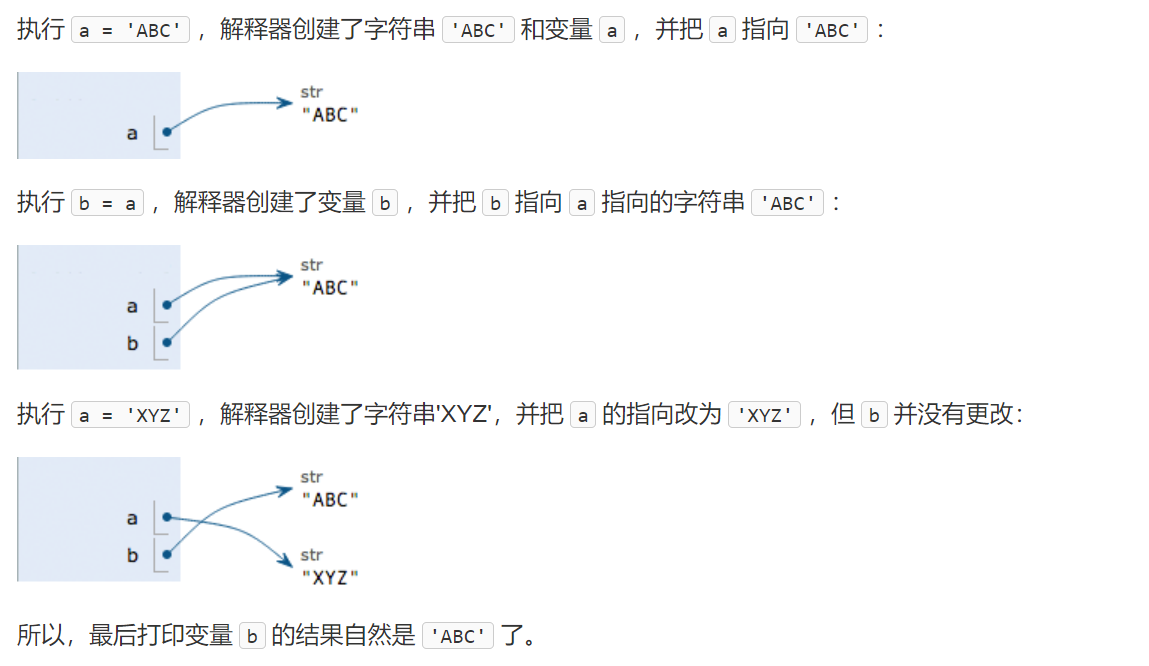 执行 a = 'ABC' ，解释器创建了字符串 'ABC' 和变量 a ，并把 a 指向 'ABC' ：
str
"ABC"
a
执行 b = a ，解释器创建了变量 b ，并把 b 指向 a 指向的字符串 'ABC' ：
str
"ABC"
a
b
执行 a = 'XYZ' ，解释器创建了字符串'XYZ'，并把 a 的指向改为 'XYZ' ，但 b 并没有更改：
str
"ABC"
a
b
str
"XYZ"
所以，最后打印变量 b 的结果自然是 'ABC' 了。